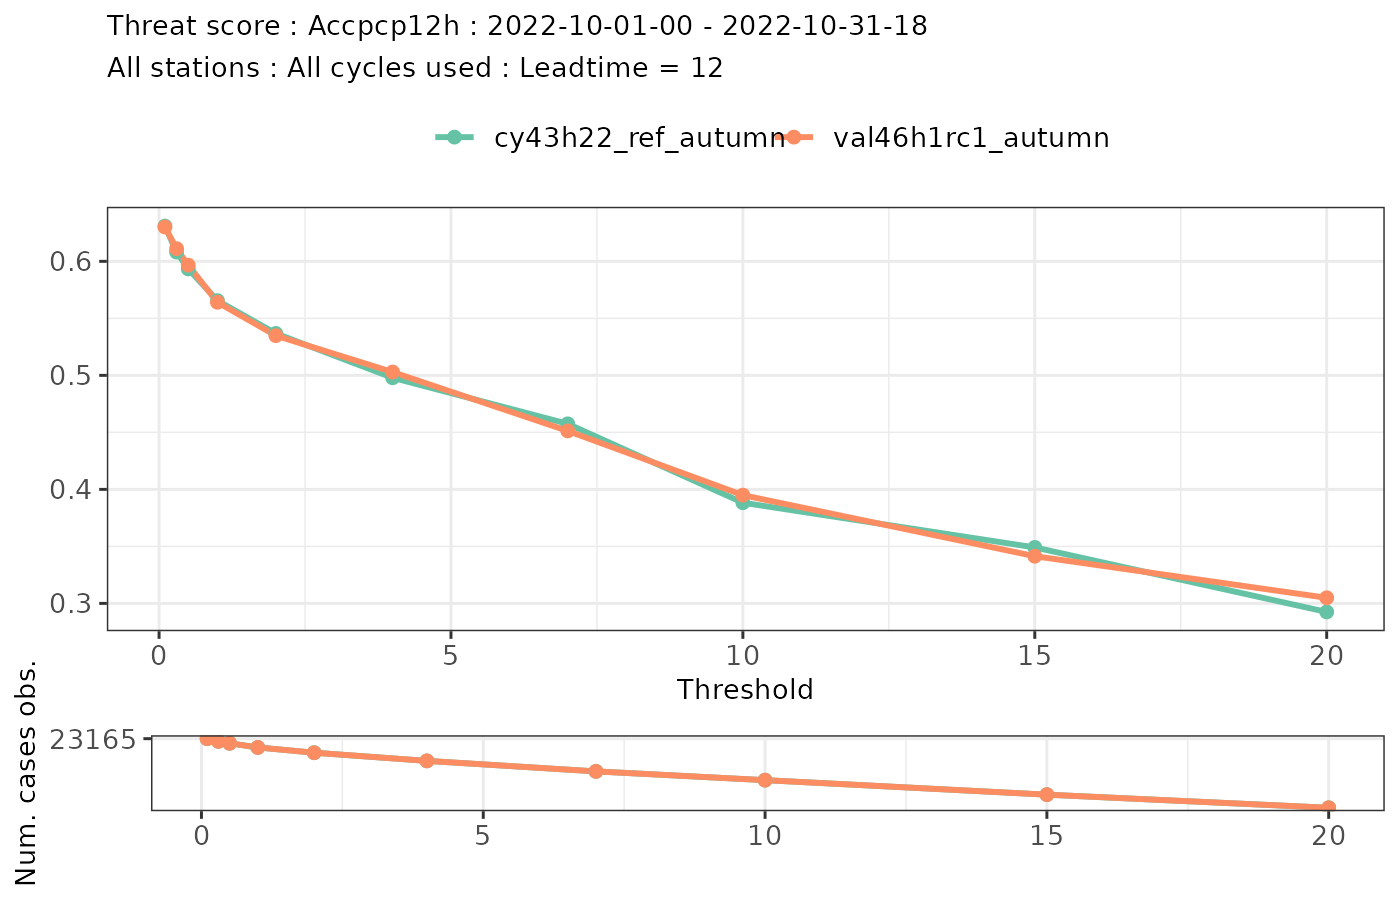 Threat score : Accpcp12h : 2022-10-01-00 - 2022-10-31-18
All stations : All cycles used : Leadtime = 12
cy43h22_ref_autumn val46h1rc1_autumn
0.6
0.5
0.4
0.3
0 5 10 15 20
Threshold
Num. cases obs.
23165
0 5 10 15 20